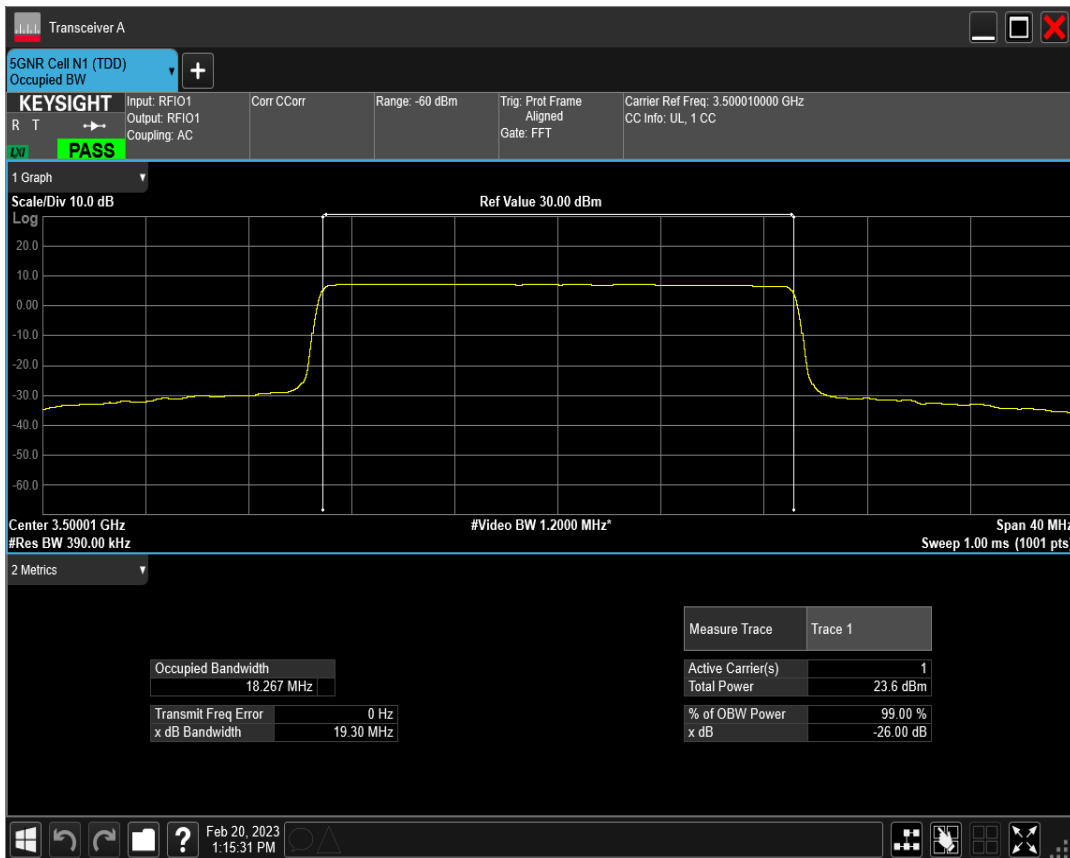 Transceiver A
5GNR Cell N1 (TDD)
Occupied BW
+
KEYSIGHT
R T
LXI
PASS
Input: RFIO1
Output: RFIO1
Coupling: AC
Corr CCorr
Range: -60 dBm
Trig: Prot Frame
Aligned
Gate: FFT
Carrier Ref Freq: 3.500010000 GHz
CC Info: UL, 1 CC
1 Graph
Scale/Div 10.0 dB
Ref Value 30.00 dBm
Log
20.0
10.0
0.00
-10.0
-20.0
-30.0
-40.0
-50.0
-60.0
Center 3.50001 GHz
#Video BW 1.2000 MHz*
Span 40 MHz
#Res BW 390.00 kHz
Sweep 1.00 ms (1001 pts)
2 Metrics
Measure Trace Trace 1
Occupied Bandwidth
18.267 MHz
Active Carrier(s) 1
Total Power 23.6 dBm
Transmit Freq Error 0 Hz
x dB Bandwidth 19.30 MHz
% of OBW Power 99.00 %
x dB -26.00 dB
?
Feb 20, 2023
1:15:31 PM